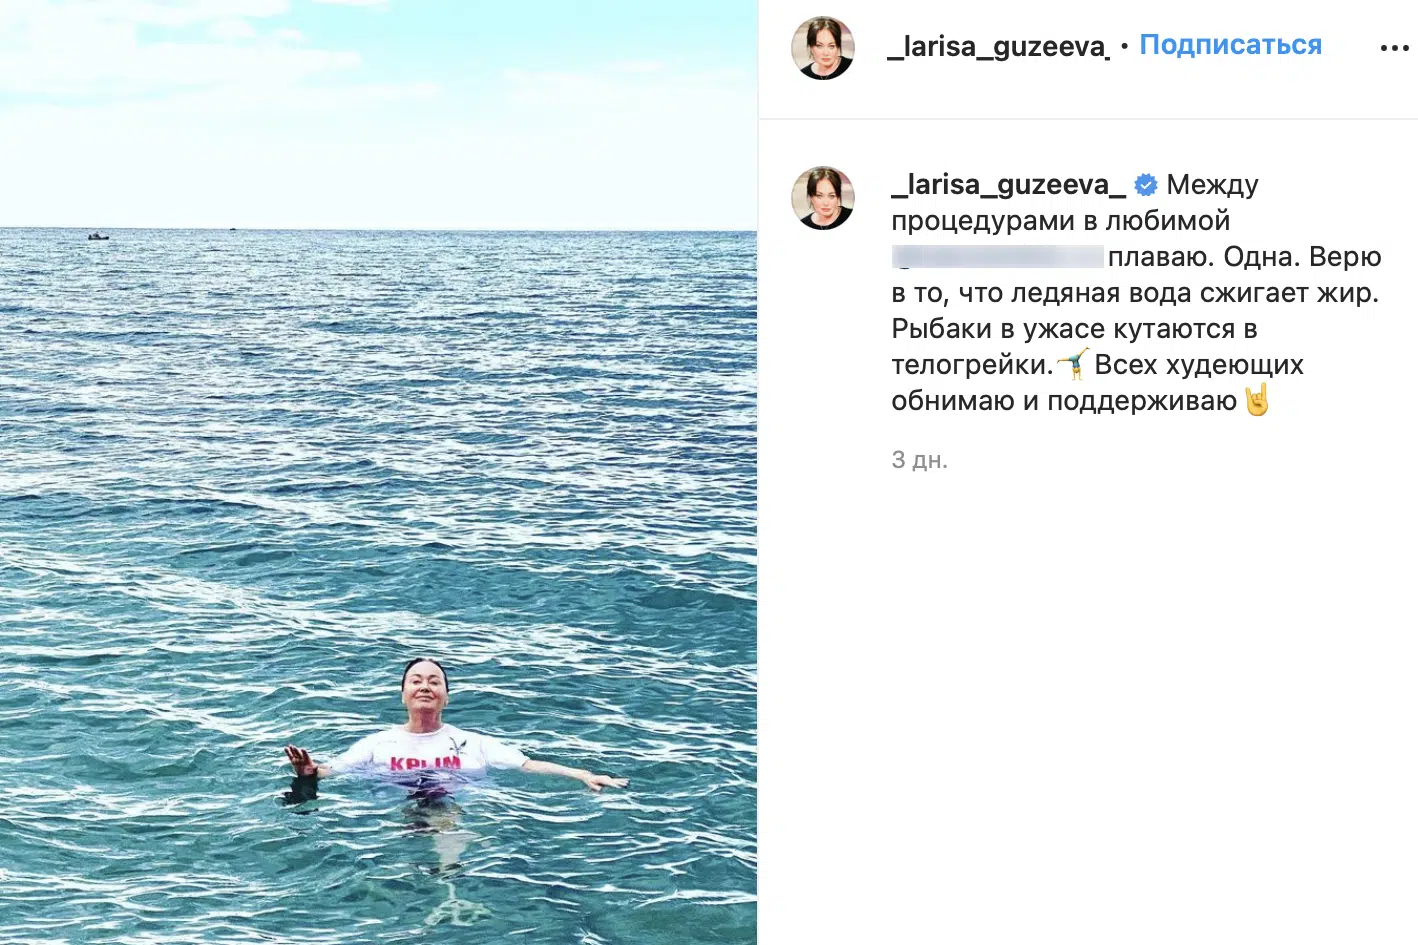 _larisa_guzeeva_ • Подписаться
_larisa_guzeeva_ Между
процедурами в любимой
плаваю. Одна. Верю
в то, что ледяная вода сжигает жир.
Рыбаки в ужасе кутаются в
телогрейки.🤸Всех худеющих
обнимаю и поддерживаю🤘
3 дн.
КРЫМ